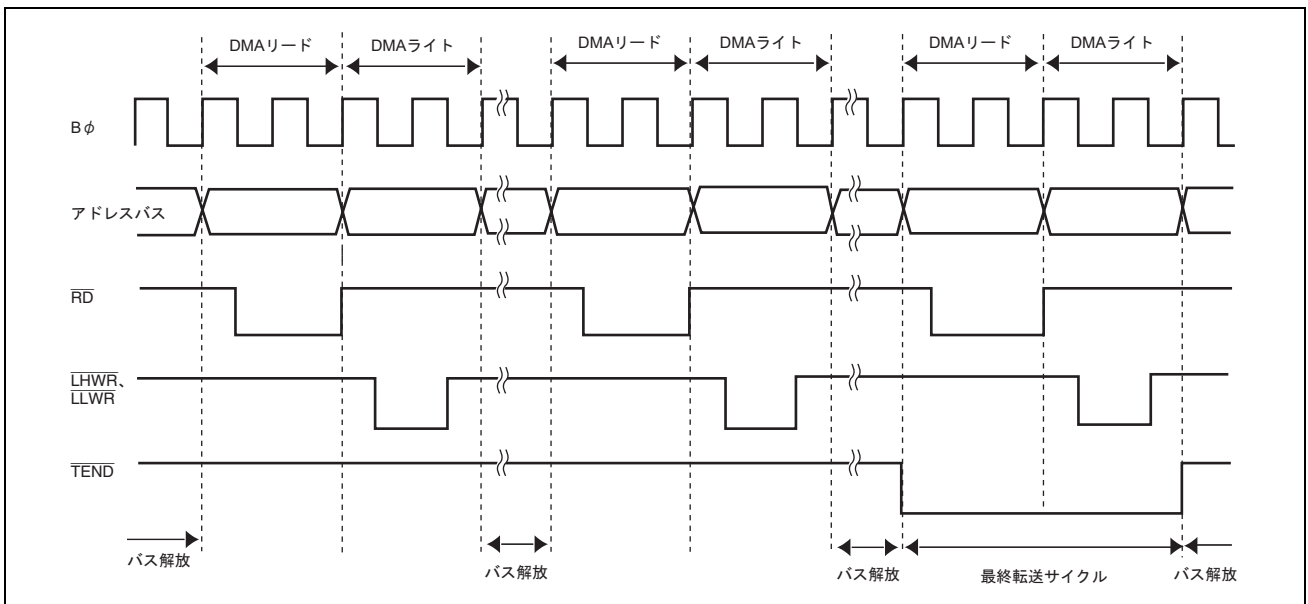 DMAリード DMAライト DMAリード DMAライト DMAリード DMAライト
Bφ
アドレスバス
RD
LHWR、
LLWR
TEND
バス解放 バス解放 バス解放 最終転送サイクル バス解放